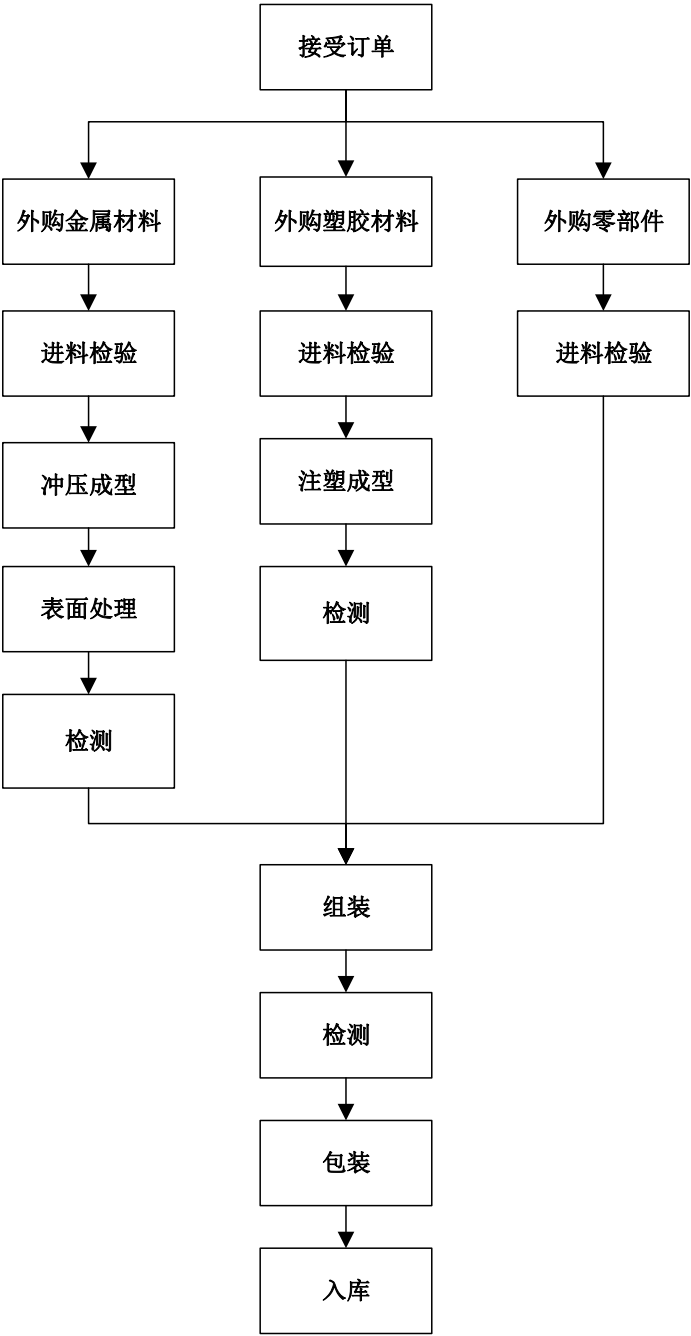 接受订单
外购金属材料
外购塑胶材料
外购零部件
进料检验
进料检验
进料检验
冲压成型
注塑成型
表面处理
检测
检测
组装
检测
包装
入库